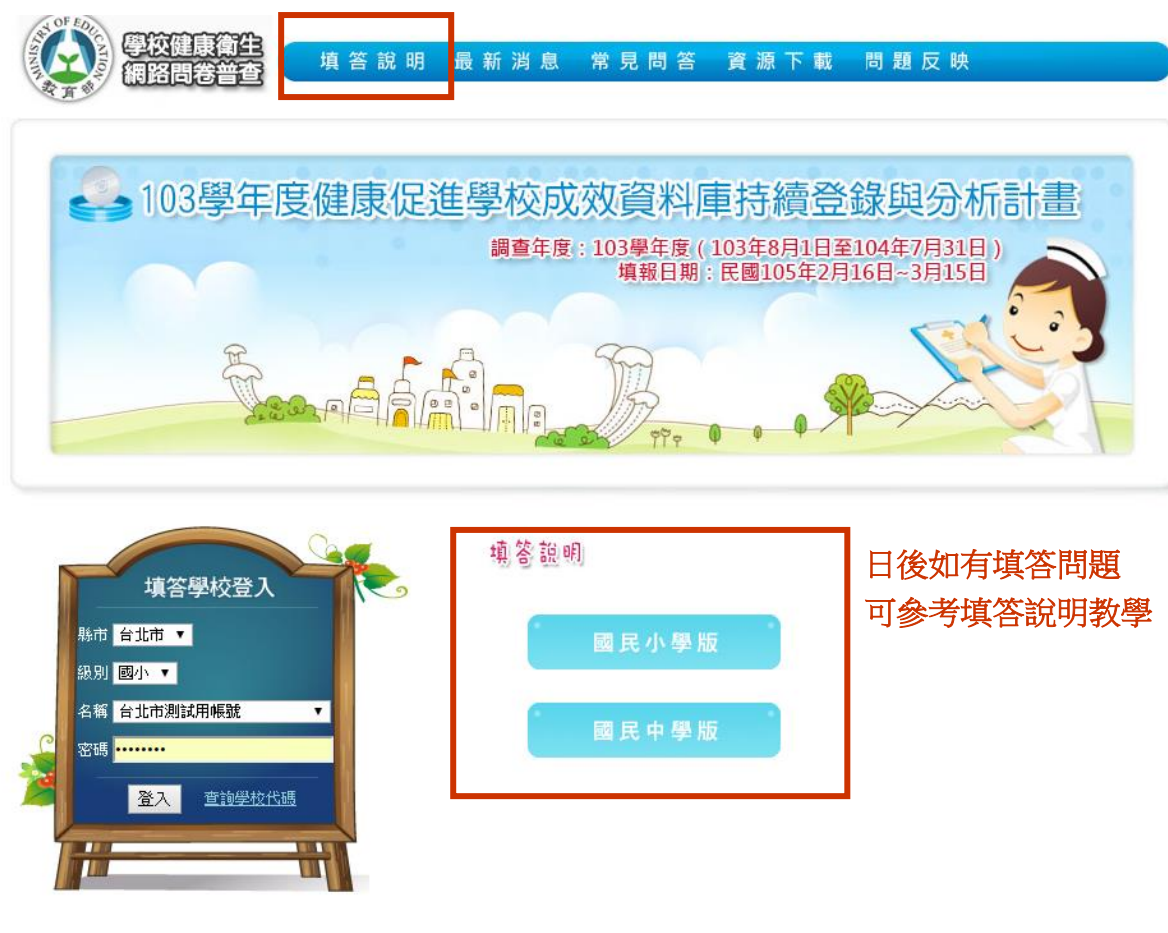 MINISTRY OF EDUCATION
教育部
學校健康衛生
網路問卷普查
填答說明 最新消息 常見問答 資源下載 問題反映
103學年度健康促進學校成效資料庫持續登錄與分析計畫
調查年度：103學年度（103年8月1日至104年7月31日）
填報日期：民國105年2月16日~3月15日
填答學校登入
縣市 台北市
級別 國小
名稱 台北市測試用帳號
密碼 ••••••••
登入 查詢學校代碼
填答說明
國民小學版
國民中學版
日後如有填答問題
可參考填答說明教學